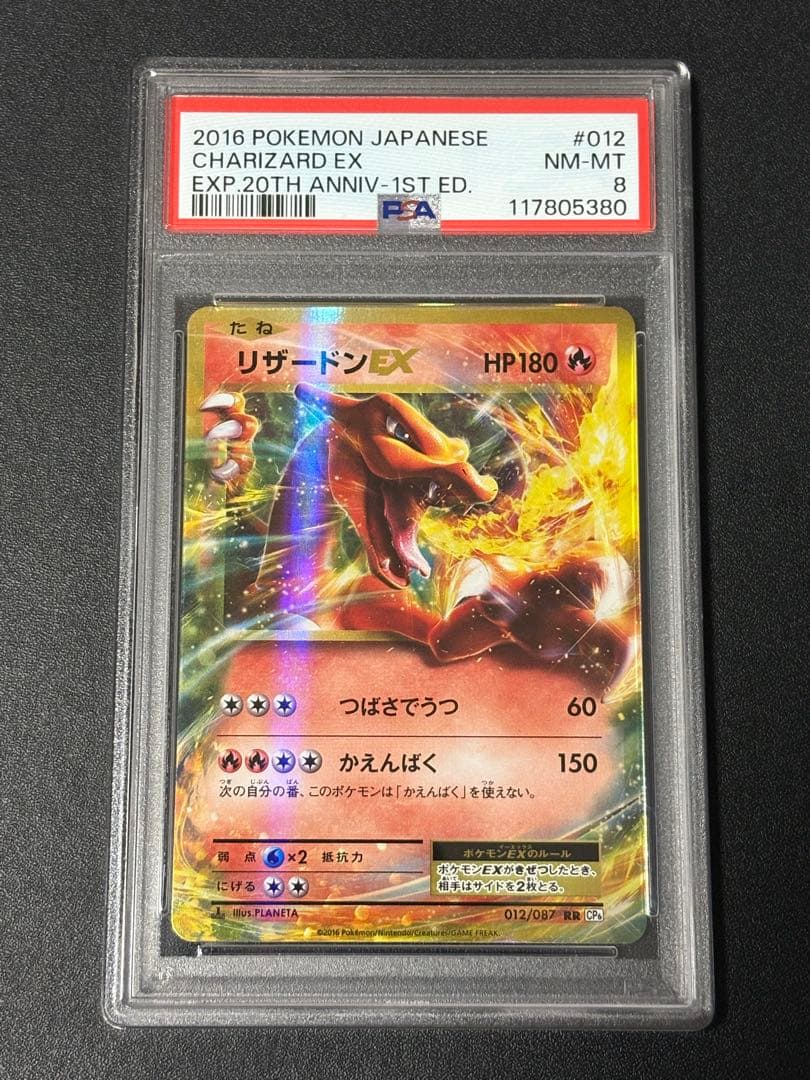 2016 POKEMON JAPANESE #012
CHARIZARD EX NM-MT
EXP.20TH ANNIV-1ST ED. 8
PSA 117805380
たね
リザードンEX HP180
つばさでうつ 60
かえんばく 150
次の自分の番、このポケモンは「かえんばく」を使えない。
弱点 ×2 抵抗力
ポケモンEXのルール
ポケモンEXがきぜつしたとき、
相手はサイドを2枚とる。
にげる
Illus.PLANETA 012/087 RR CP6
©2016 Pokémon/Nintendo/Creatures/GAME FREAK.